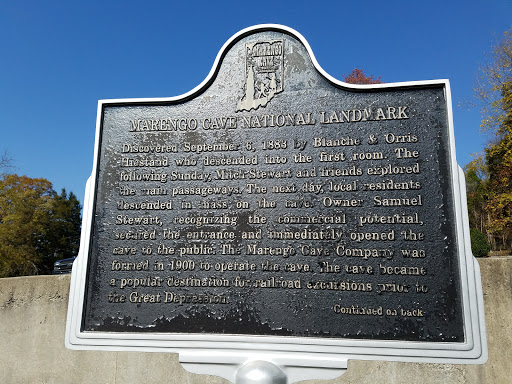 MARENGO CAVE NATIONAL LANDMARK
Discovered September 6, 1883 by Blanche & Orris
Hiestand who descended into the first room. The
following Sunday, Mitch Stewart and friends explored
the main passageways. The next day, local residents
descended in mass on the cave. Owner Samuel
Stewart, recognizing the commercial potential,
secured the entrance and immediately opened the
cave to the public. The Marengo Cave Company was
formed in 1900 to operate the cave. The cave became
a popular destination for railroad excursions prior to
the Great Depression.
Continued on back